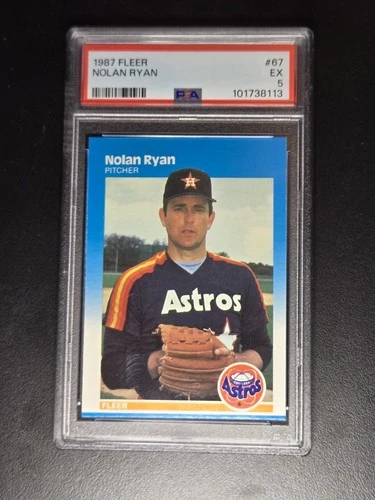 1987 FLEER #67
NOLAN RYAN EX
5
PSA 101738113
Nolan Ryan
PITCHER
Astros
Astros
FLEER